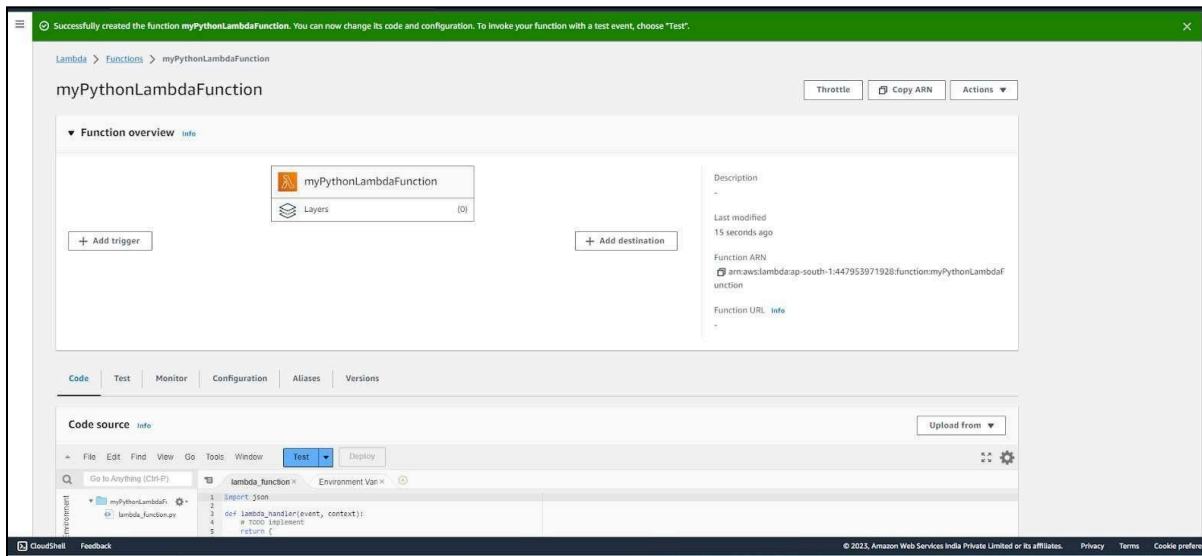 Successfully created the function myPythonLambdaFunction. You can now change its code and configuration. To invoke your function with a test event, choose "Test".
Lambda > Functions > myPythonLambdaFunction
myPythonLambdaFunction
Throttle
Copy ARN
Actions
Function overview Info
myPythonLambdaFunction
Layers (0)
+ Add trigger
+ Add destination
Description
-
Last modified
15 seconds ago
Function ARN
arn:aws:lambda:ap-south-1:447953971928:function:myPythonLambdaF
unction
Function URL Info
-
Code Test Monitor Configuration Aliases Versions
Code source Info
Upload from
File Edit Find View Go Tools Window Test Deploy
Go to Anything (Ctrl-P)
lambda_function × Environment Var ×
Environment
myPythonLambdaF
lambda_function.py
1 import json
2
3 def lambda_handler(event, context):
4 # TODO implement
5 return {
CloudShell Feedback
© 2023, Amazon Web Services India Private Limited or its affiliates. Privacy Terms Cookie prefere